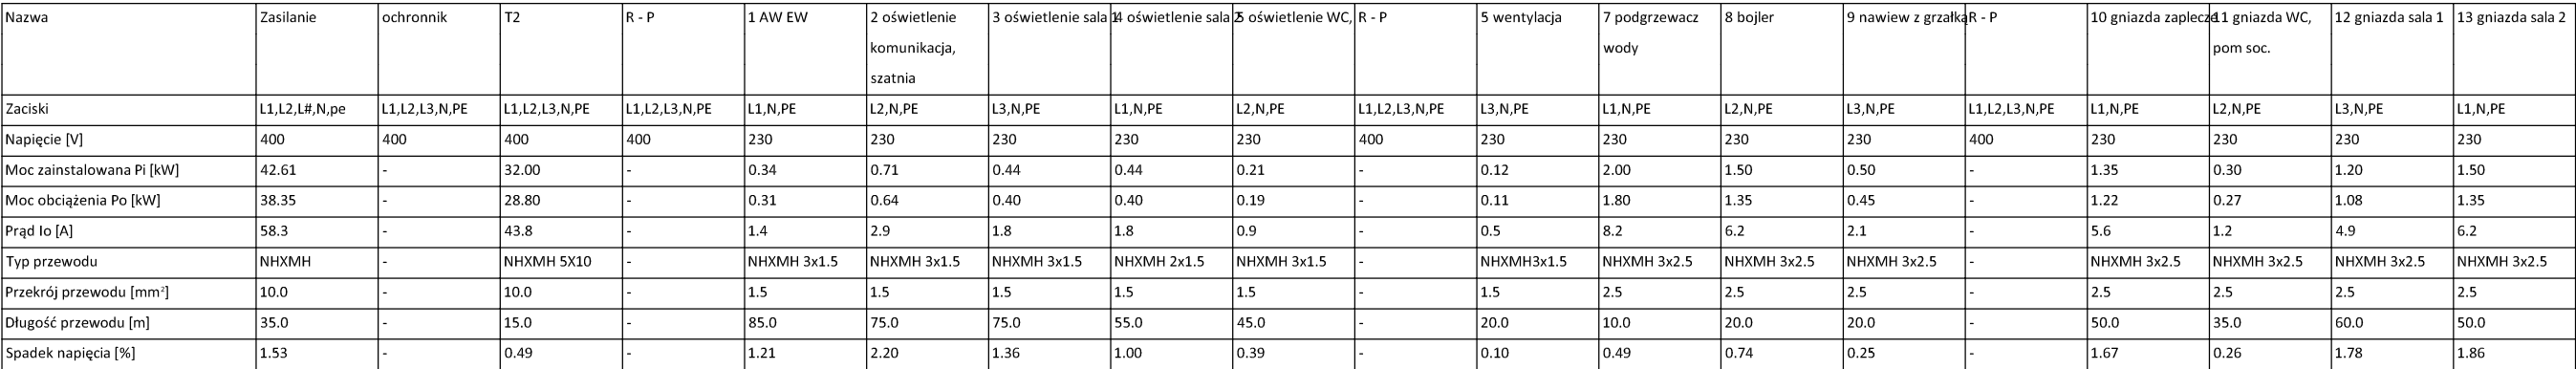 Nazwa Zasilanie ochronnik T2 R - P 1 AW EW 2 oświetlenie 3 oświetlenie sala 1 4 oświetlenie sala 2 5 oświetlenie WC, R - P 5 wentylacja 7 podgrzewacz 8 bojler 9 nawiew z grzałką R - P 10 gniazda zaplecze 11 gniazda WC, 12 gniazda sala 1 13 gniazda sala 2
komunikacja, wody pom soc.
szatnia
Zaciski L1,L2,L#,N,pe L1,L2,L3,N,PE L1,L2,L3,N,PE L1,L2,L3,N,PE L1,N,PE L2,N,PE L3,N,PE L1,N,PE L2,N,PE L1,L2,L3,N,PE L3,N,PE L1,N,PE L2,N,PE L3,N,PE L1,L2,L3,N,PE L1,N,PE L2,N,PE L3,N,PE L1,N,PE
Napięcie [V] 400 400 400 400 230 230 230 230 230 400 230 230 230 230 400 230 230 230 230
Moc zainstalowana Pi [kW] 42.61 - 32.00 - 0.34 0.71 0.44 0.44 0.21 - 0.12 2.00 1.50 0.50 - 1.35 0.30 1.20 1.50
Moc obciążenia Po [kW] 38.35 - 28.80 - 0.31 0.64 0.40 0.40 0.19 - 0.11 1.80 1.35 0.45 - 1.22 0.27 1.08 1.35
Prąd Io [A] 58.3 - 43.8 - 1.4 2.9 1.8 1.8 0.9 - 0.5 8.2 6.2 2.1 - 5.6 1.2 4.9 6.2
Typ przewodu NHXMH - NHXMH 5X10 - NHXMH 3x1.5 NHXMH 3x1.5 NHXMH 3x1.5 NHXMH 2x1.5 NHXMH 3x1.5 - NHXMH3x1.5 NHXMH 3x2.5 NHXMH 3x2.5 NHXMH 3x2.5 - NHXMH 3x2.5 NHXMH 3x2.5 NHXMH 3x2.5 NHXMH 3x2.5
Przekrój przewodu [mm²] 10.0 - 10.0 - 1.5 1.5 1.5 1.5 1.5 - 1.5 2.5 2.5 2.5 - 2.5 2.5 2.5 2.5
Długość przewodu [m] 35.0 - 15.0 - 85.0 75.0 75.0 55.0 45.0 - 20.0 10.0 20.0 20.0 - 50.0 35.0 60.0 50.0
Spadek napięcia [%] 1.53 - 0.49 - 1.21 2.20 1.36 1.00 0.39 - 0.10 0.49 0.74 0.25 - 1.67 0.26 1.78 1.86